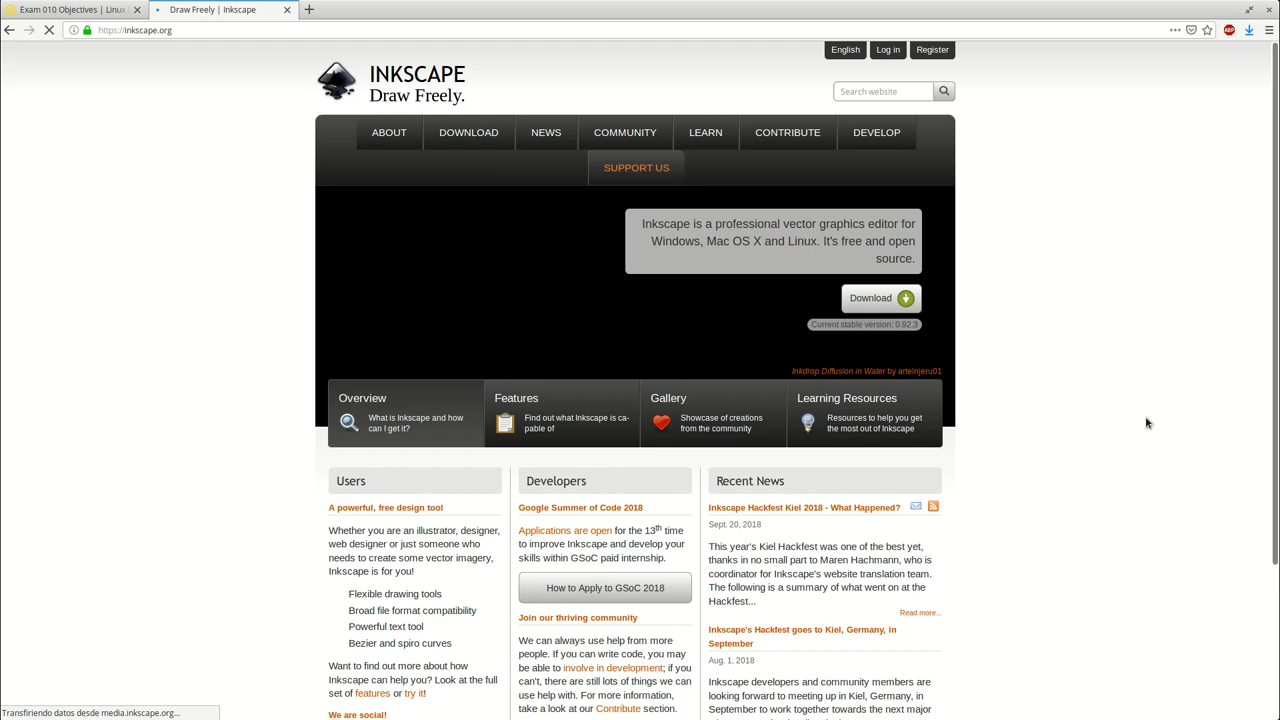 Exam 010 Objectives | Linux
Draw Freely | Inkscape
https://inkscape.org
ABP
English
Log in
Register
INKSCAPE
Draw Freely.
Search website
ABOUT
DOWNLOAD
NEWS
COMMUNITY
LEARN
CONTRIBUTE
DEVELOP
SUPPORT US
Inkscape is a professional vector graphics editor for
Windows, Mac OS X and Linux. It's free and open
source.
Download
Current stable version: 0.92.3
Inkdrop Diffusion in Water by arteInjeru01
Overview
What is Inkscape and how
can I get it?
Features
Find out what Inkscape is ca-
pable of
Gallery
Showcase of creations
from the community
Learning Resources
Resources to help you get
the most out of Inkscape
Users
A powerful, free design tool
Whether you are an illustrator, designer,
web designer or just someone who
needs to create some vector imagery,
Inkscape is for you!
Flexible drawing tools
Broad file format compatibility
Powerful text tool
Bezier and spiro curves
Want to find out more about how
Inkscape can help you? Look at the full
set of features or try it!
We are social!
Developers
Google Summer of Code 2018
Applications are open for the 13th time
to improve Inkscape and develop your
skills within GSoC paid internship.
How to Apply to GSoC 2018
Join our thriving community
We can always use help from more
people. If you can write code, you may
be able to involve in development; if you
can't, there are still lots of things we can
use help with. For more information,
take a look at our Contribute section.
Recent News
Inkscape Hackfest Kiel 2018 - What Happened?
Sept. 20, 2018
This year's Kiel Hackfest was one of the best yet,
thanks in no small part to Maren Hachmann, who is
coordinator for Inkscape's website translation team.
The following is a summary of what went on at the
Hackfest...
Read more...
Inkscape's Hackfest goes to Kiel, Germany, in
September
Aug. 1, 2018
Inkscape developers and community members are
looking forward to meeting up in Kiel, Germany, in
September to work together towards the next major
Transfiriendo datos desde media.inkscape.org...